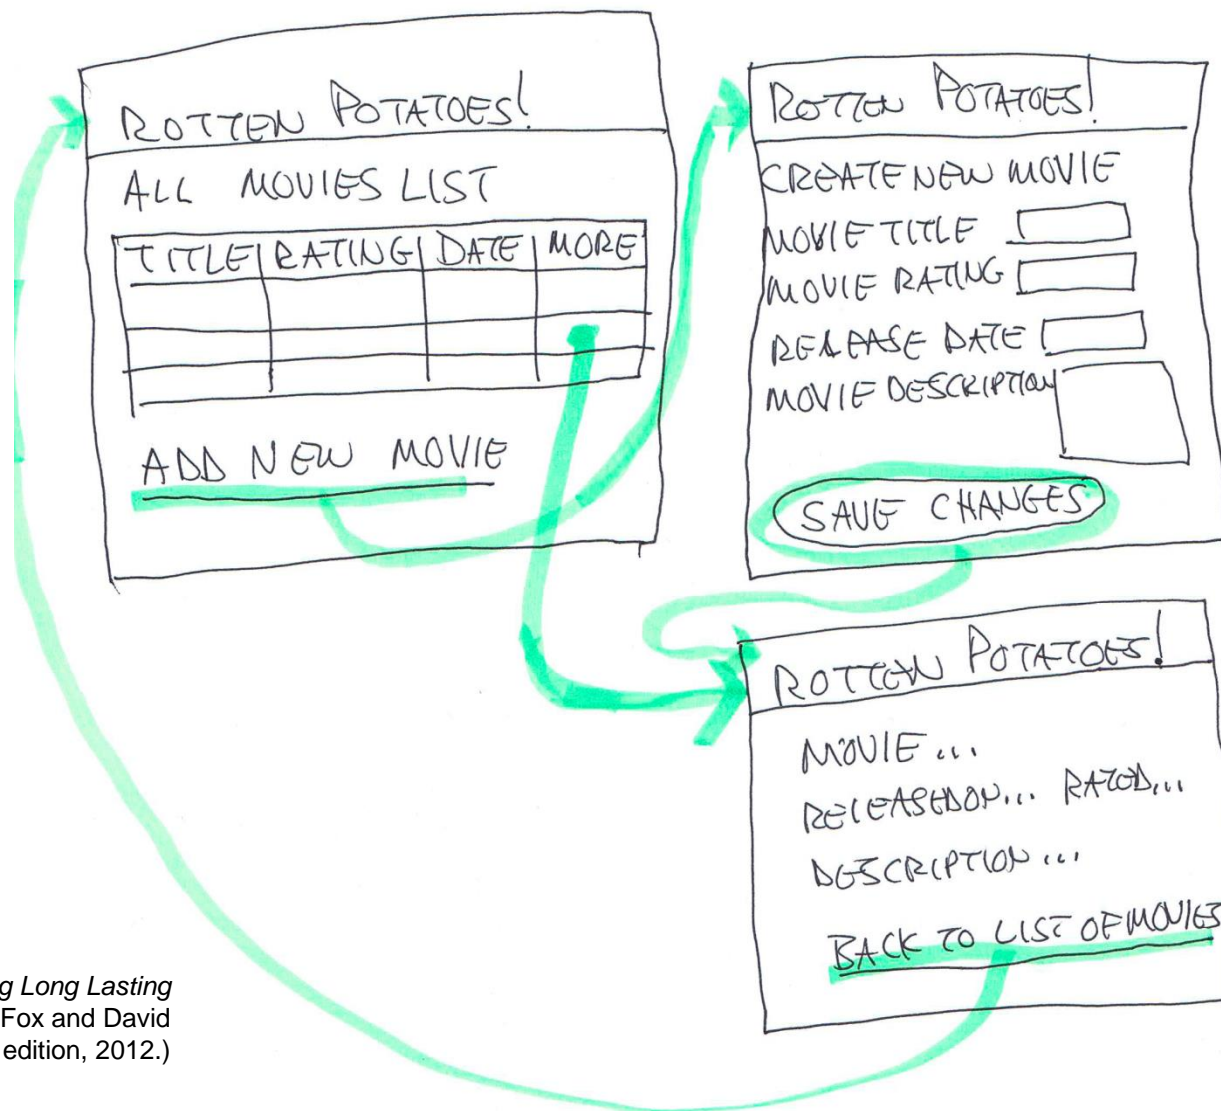 ROTTEN POTATOES!
ALL MOVIES LIST
TITLE RATING DATE MORE
ADD NEW MOVIE
ROTTEN POTATOES!
CREATE NEW MOVIE
MOVIE TITLE
MOVIE RATING
RELEASE DATE
MOVIE DESCRIPTION
SAVE CHANGES
ROTTEN POTATOES!
MOVIE ...
RELEASED ON... RATED...
DESCRIPTION ...
BACK TO LIST OF MOVIES
g Long Lasting
Fox and David
edition, 2012.)